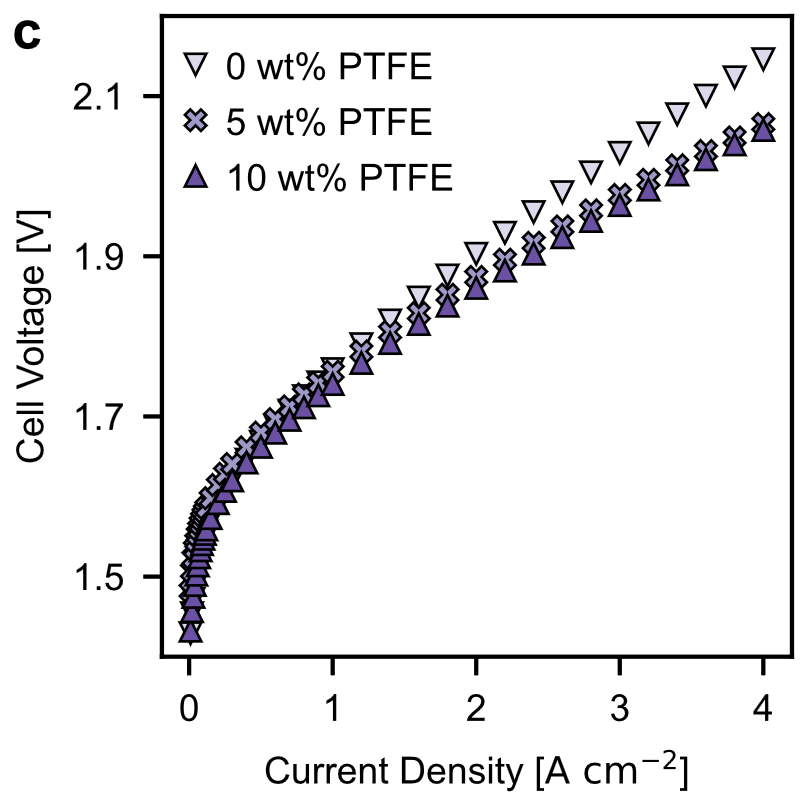 c
0 wt% PTFE
5 wt% PTFE
10 wt% PTFE
2.1
1.9
1.7
1.5
Cell Voltage [V]
0 1 2 3 4
Current Density [A cm⁻²]